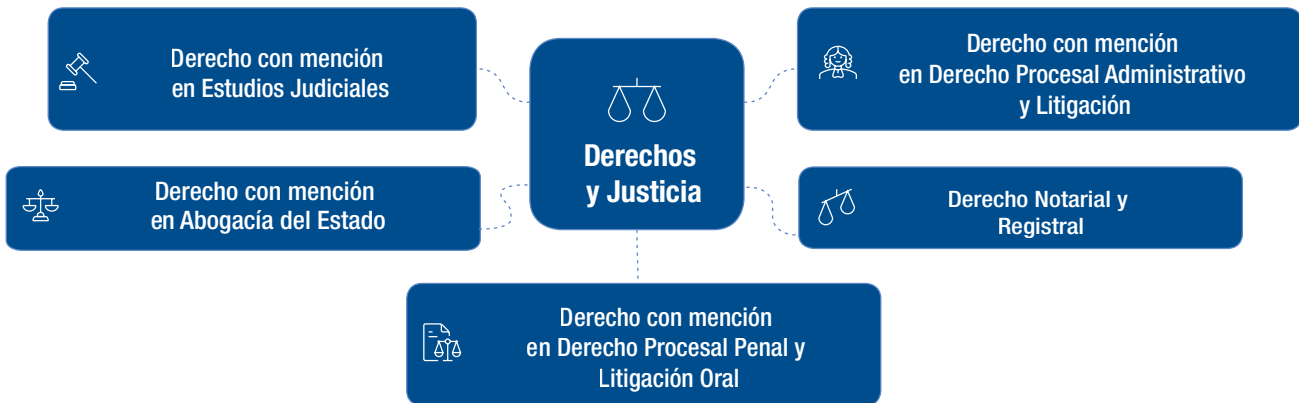 Derecho con mención
en Estudios Judiciales
Derecho con mención
en Abogacía del Estado
Derechos
y Justicia
Derecho con mención
en Derecho Procesal Administrativo
y Litigación
Derecho Notarial y
Registral
Derecho con mención
en Derecho Procesal Penal y
Litigación Oral